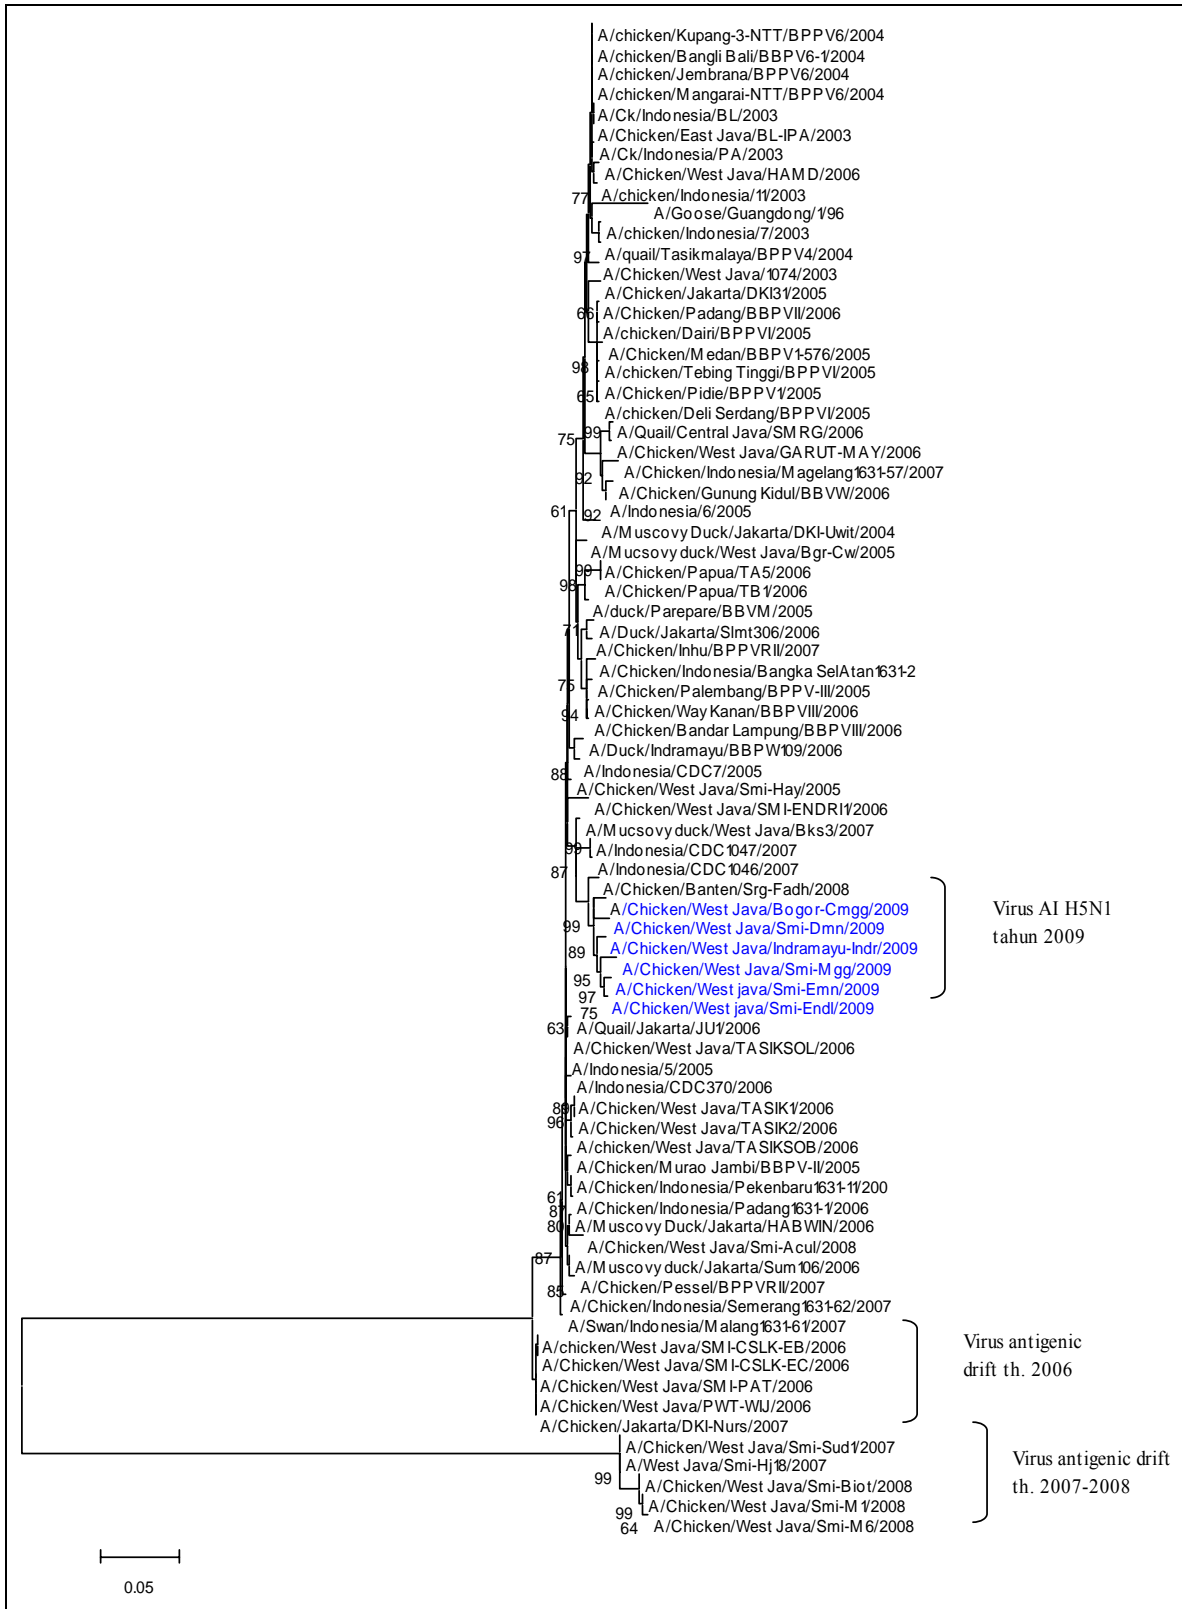 A/chicken/Kupang-3-NTT/BPPV6/2004
A/chicken/Bangli Bali/BBPV6-1/2004
A/chicken/Jembrana/BPPV6/2004
A/chicken/Mangarai-NTT/BPPV6/2004
A/Ck/Indonesia/BL/2003
A/Chicken/East Java/BL-IPA/2003
A/Ck/Indonesia/PA/2003
A/Chicken/West Java/HAMD/2006
77
A/chicken/Indonesia/11/2003
A/Goose/Guangdong/1/96
A/chicken/Indonesia/7/2003
97
A/quail/Tasikmalaya/BPPV4/2004
A/Chicken/West Java/1074/2003
A/Chicken/Jakarta/DKI31/2005
66
A/Chicken/Padang/BBPVII/2006
A/chicken/Dairi/BPPVI/2005
A/Chicken/Medan/BBPV1-576/2005
98
A/chicken/Tebing Tinggi/BPPVI/2005
65
A/Chicken/Pidie/BPPV1/2005
A/chicken/Deli Serdang/BPPVI/2005
99
A/Quail/Central Java/SMRG/2006
75
A/Chicken/West Java/GARUT-MAY/2006
92
A/Chicken/Indonesia/Magelang1631-57/2007
A/Chicken/Gunung Kidul/BBVW/2006
61
92
A/Indonesia/6/2005
A/Muscovy Duck/Jakarta/DKI-Uwit/2004
A/Mucsovy duck/West Java/Bgr-Cw/2005
99
A/Chicken/Papua/TA5/2006
98
A/Chicken/Papua/TB1/2006
A/duck/Parepare/BBVM/2005
71
A/Duck/Jakarta/Slmt306/2006
A/Chicken/Inhu/BPPVRII/2007
A/Chicken/Indonesia/Bangka SelAtan1631-2
75
A/Chicken/Palembang/BPPV-III/2005
94
A/Chicken/Way Kanan/BBPVIII/2006
A/Chicken/Bandar Lampung/BBPVIII/2006
A/Duck/Indramayu/BBPW109/2006
88
A/Indonesia/CDC7/2005
A/Chicken/West Java/Smi-Hay/2005
A/Chicken/West Java/SMI-ENDRI1/2006
A/Mucsovy duck/West Java/Bks3/2007
99
A/Indonesia/CDC1047/2007
87
A/Indonesia/CDC1046/2007
A/Chicken/Banten/Srg-Fadh/2008
A/Chicken/West Java/Bogor-Cmgg/2009
99
A/Chicken/West Java/Smi-Dmn/2009
89
A/Chicken/West Java/Indramayu-Indr/2009
95
A/Chicken/West Java/Smi-Mgg/2009
97
A/Chicken/West java/Smi-Emn/2009
75
A/Chicken/West java/Smi-Endl/2009
Virus AI H5N1
tahun 2009
63
A/Quail/Jakarta/JU1/2006
A/Chicken/West Java/TASIKSOL/2006
A/Indonesia/5/2005
A/Indonesia/CDC370/2006
89
A/Chicken/West Java/TASIK1/2006
96
A/Chicken/West Java/TASIK2/2006
A/chicken/West Java/TASIKSOB/2006
A/Chicken/Murao Jambi/BBPV-II/2005
A/Chicken/Indonesia/Pekenbaru1631-11/200
61
87
A/Chicken/Indonesia/Padang1631-1/2006
80
A/Muscovy Duck/Jakarta/HABWIN/2006
A/Chicken/West Java/Smi-Acul/2008
87
A/Muscovy duck/Jakarta/Sum106/2006
85
A/Chicken/Pessel/BPPVRII/2007
A/Chicken/Indonesia/Semerang1631-62/2007
A/Swan/Indonesia/Malang1631-61/2007
A/chicken/West Java/SMI-CSLK-EB/2006
A/Chicken/West Java/SMI-CSLK-EC/2006
A/Chicken/West Java/SMI-PAT/2006
A/Chicken/West Java/PWT-WIJ/2006
Virus antigenic
drift th. 2006
A/Chicken/Jakarta/DKI-Nurs/2007
A/Chicken/West Java/Smi-Sud1/2007
A/West Java/Smi-Hj18/2007
99
A/Chicken/West Java/Smi-Biot/2008
99
A/Chicken/West Java/Smi-M1/2008
64
A/Chicken/West Java/Smi-M6/2008
Virus antigenic drift
th. 2007-2008
0.05